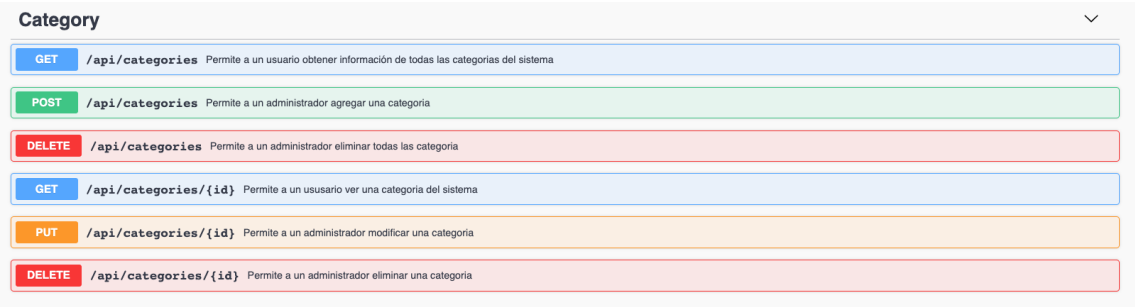 Category
GET /api/categories Permite a un usuario obtener información de todas las categorias del sistema
POST /api/categories Permite a un administrador agregar una categoria
DELETE /api/categories Permite a un administrador eliminar todas las categoria
GET /api/categories/{id} Permite a un ususario ver una categoria del sistema
PUT /api/categories/{id} Permite a un administrador modificar una categoria
DELETE /api/categories/{id} Permite a un administrador eliminar una categoria